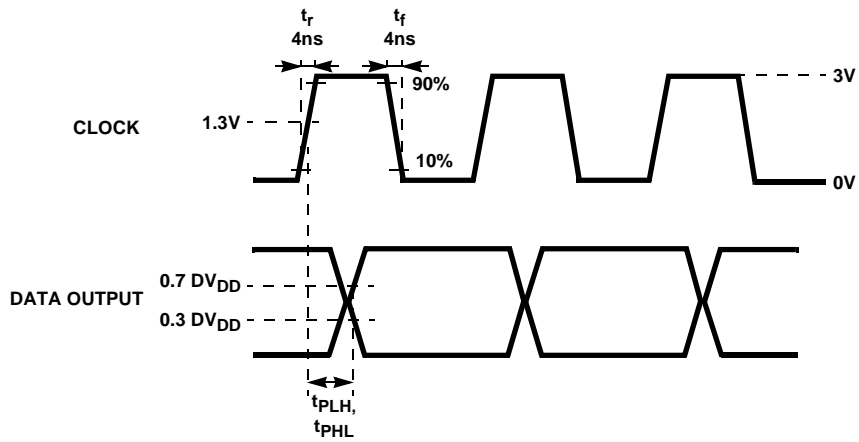 tr
4ns
tf
4ns
90%
3V
1.3V
CLOCK
10%
0V
0.7 DVDD
DATA OUTPUT
0.3 DVDD
tPLH,
tPHL